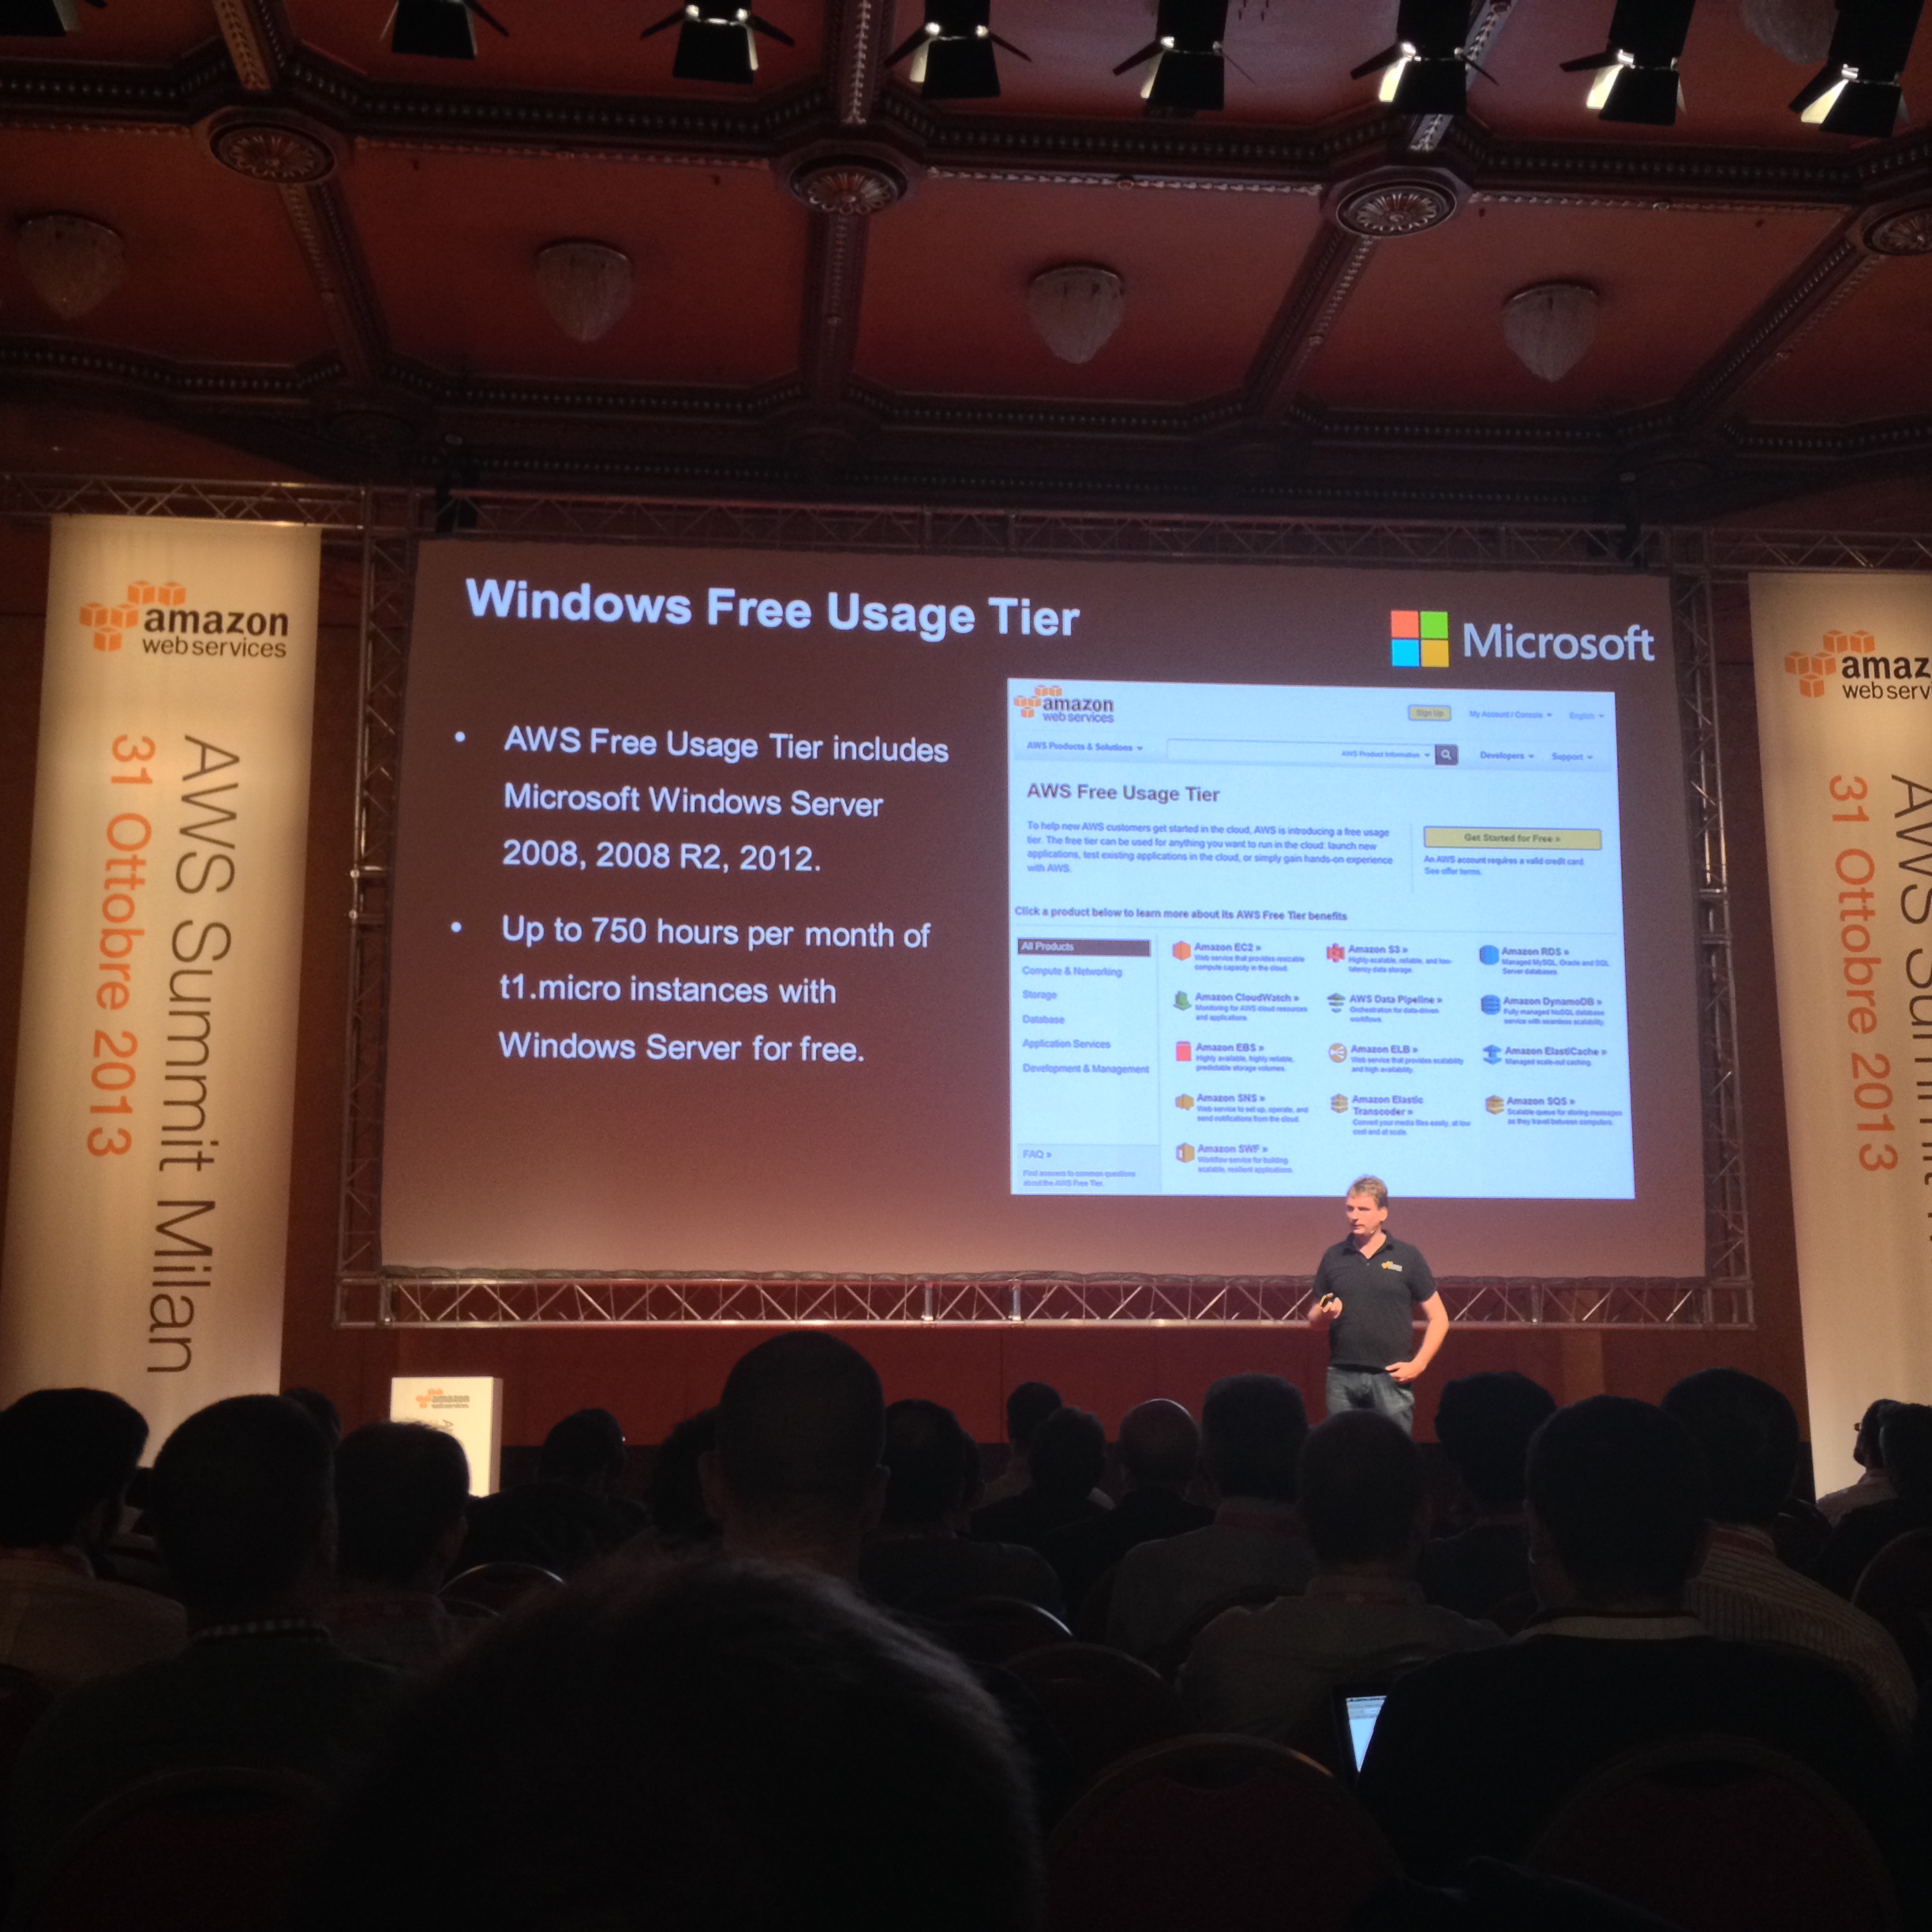 amazon
web services
AWS Summit Milan
31 Ottobre 2013
Windows Free Usage Tier
Microsoft
• AWS Free Usage Tier includes
Microsoft Windows Server
2008, 2008 R2, 2012.
• Up to 750 hours per month of
t1.micro instances with
Windows Server for free.
amazon
web services
Sign Up
My Account / Console
English
AWS Products & Solutions
AWS Product Information
Developers
Support
AWS Free Usage Tier
To help new AWS customers get started in the cloud, AWS is introducing a free usage
tier. The free tier can be used for anything you want to run in the cloud: launch new
applications, test existing applications in the cloud, or simply gain hands-on experience
with AWS.
Get Started for Free »
An AWS account requires a valid credit card.
See offer terms.
Click a product below to learn more about its AWS Free Tier benefits
All Products
Compute & Networking
Storage
Database
Application Services
Development & Management
FAQ »
Find answers to common questions
about the AWS Free Tier.
Amazon EC2 »
Web service that provides resizable
compute capacity in the cloud.
Amazon S3 »
Highly-scalable, reliable, and low-
latency data storage.
Amazon RDS »
Managed MySQL, Oracle and SQL
Server databases.
Amazon CloudWatch »
Monitoring for AWS cloud resources
and applications.
AWS Data Pipeline »
Orchestration for data-driven
workflows.
Amazon DynamoDB »
Fully managed NoSQL database
service with seamless scalability.
Amazon EBS »
Highly available, highly reliable,
predictable storage volumes.
Amazon ELB »
Web service that provides scalability
and high availability.
Amazon ElastiCache »
Managed scale-out caching.
Amazon SNS »
Web service to set up, operate, and
send notifications from the cloud.
Amazon Elastic
Transcoder »
Convert your media files easily, at low
cost and at scale.
Amazon SQS »
Scalable queue for storing messages
as they travel between computers.
Amazon SWF »
Workflow service for building
scalable, resilient applications.
amaz
web serv
AWS Summit
31 Ottobre 2013
amazon
web services
A